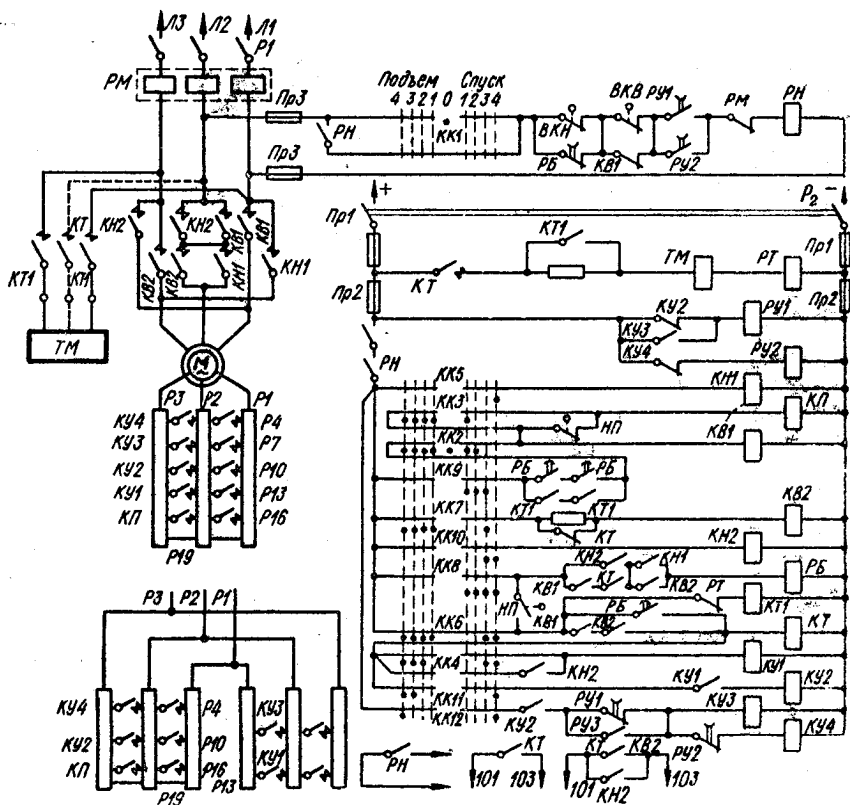 Л3 Л2 Л1
Р1
РМ
Подъем Спуск
4 3 2 1 0 1 2 3 4
КК1
Пр3
РН
ВКН ВКВ РУ1 РМ РН
РБ КВ1 РУ2
Пр3
+ Р2 -
КТ КН2 КН2 КВ1 КВ1
КТ1 КН КВ2 КВ2 КН1 КН1
ТМ
Пр1 КТ1 Пр1
КТ ТМ РТ
Пр2 Пр2
КУ2 РУ1
КУ3
КУ4 РУ2
М
РН
КК5 КН1
КК3 КП
НП
КК2 КВ1
КК9 РБ РБ
КТ1 КТ1
КК7 КВ2
КТ
КК10 КН2
КК8 КН2 КН1 РБ
КВ1 КТ КВ2 РТ
НП РБ КТ1
КК6 КВ1 КВ2 КТ
КУ1
КК4 КН2 КУ1 КУ2
КК11 РУ1 КУ3
КК12 КУ2 РУ3 РУ2 КУ4
Р3 Р2 Р1
КУ4 Р4
КУ3 Р7
КУ2 Р10
КУ1 Р13
КП Р16
Р19
Р3 Р2 Р1
КУ4 Р4 КУ3
КУ2 Р10
КУ1
КП Р16
Р19 Р13
РН КТ КТ КВ2
101 103 101 КН2 103